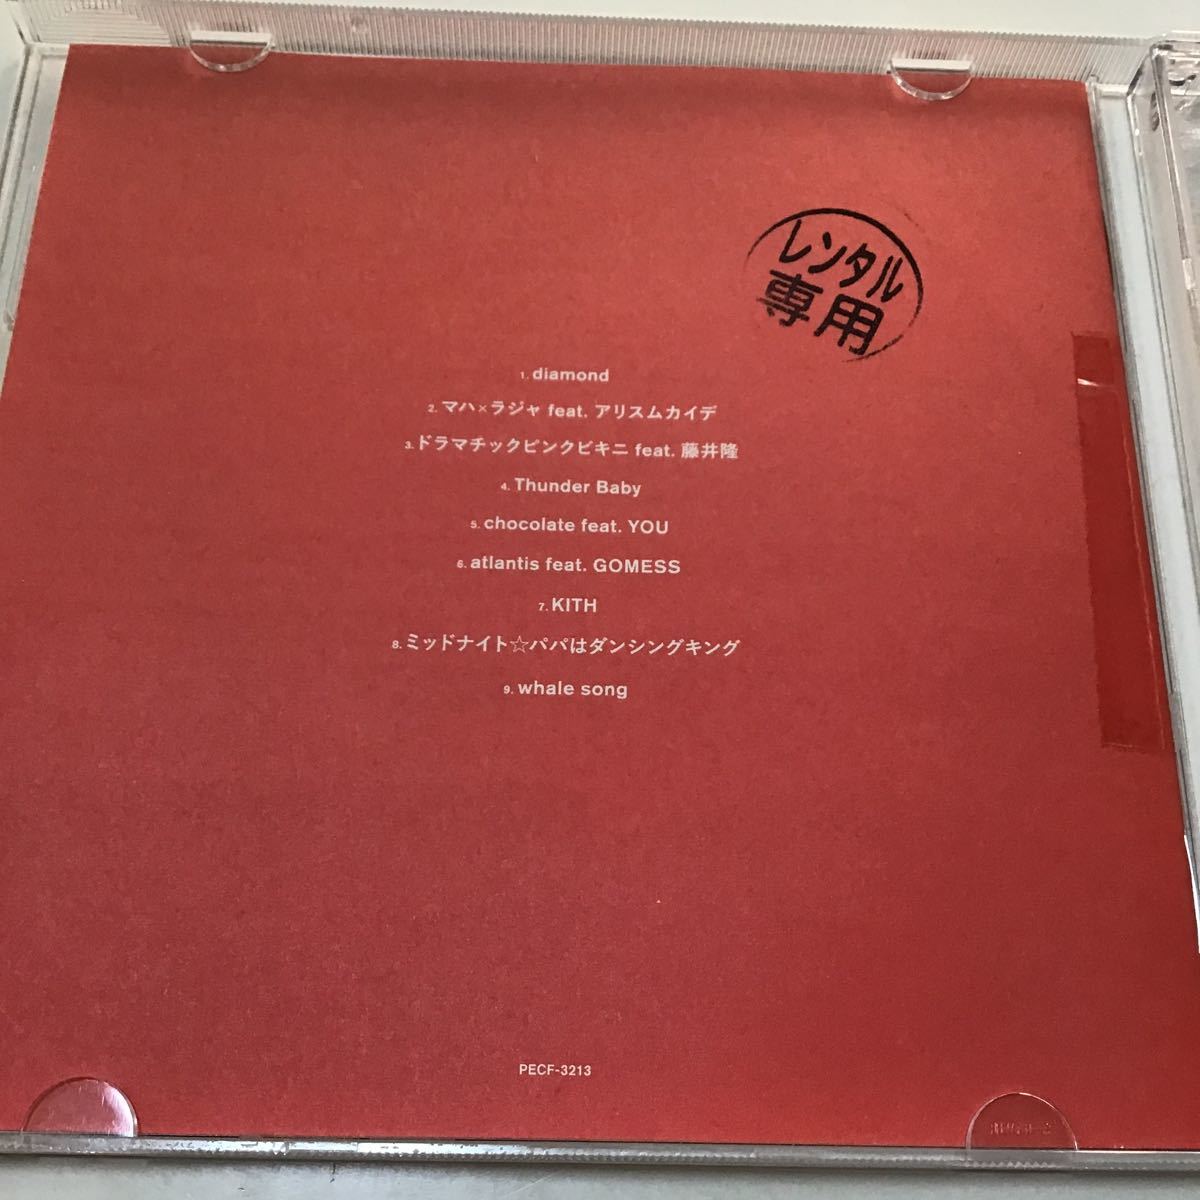 レンタル
専用
1. diamond
2. マハ×ラジャ feat. アリスムカイデ
3. ドラマチックピンクビキニ feat. 藤井隆
4. Thunder Baby
5. chocolate feat. YOU
6. atlantis feat. GOMESS
7. KITH
8. ミッドナイト☆パパはダンシングキング
9. whale song
PECF-3213